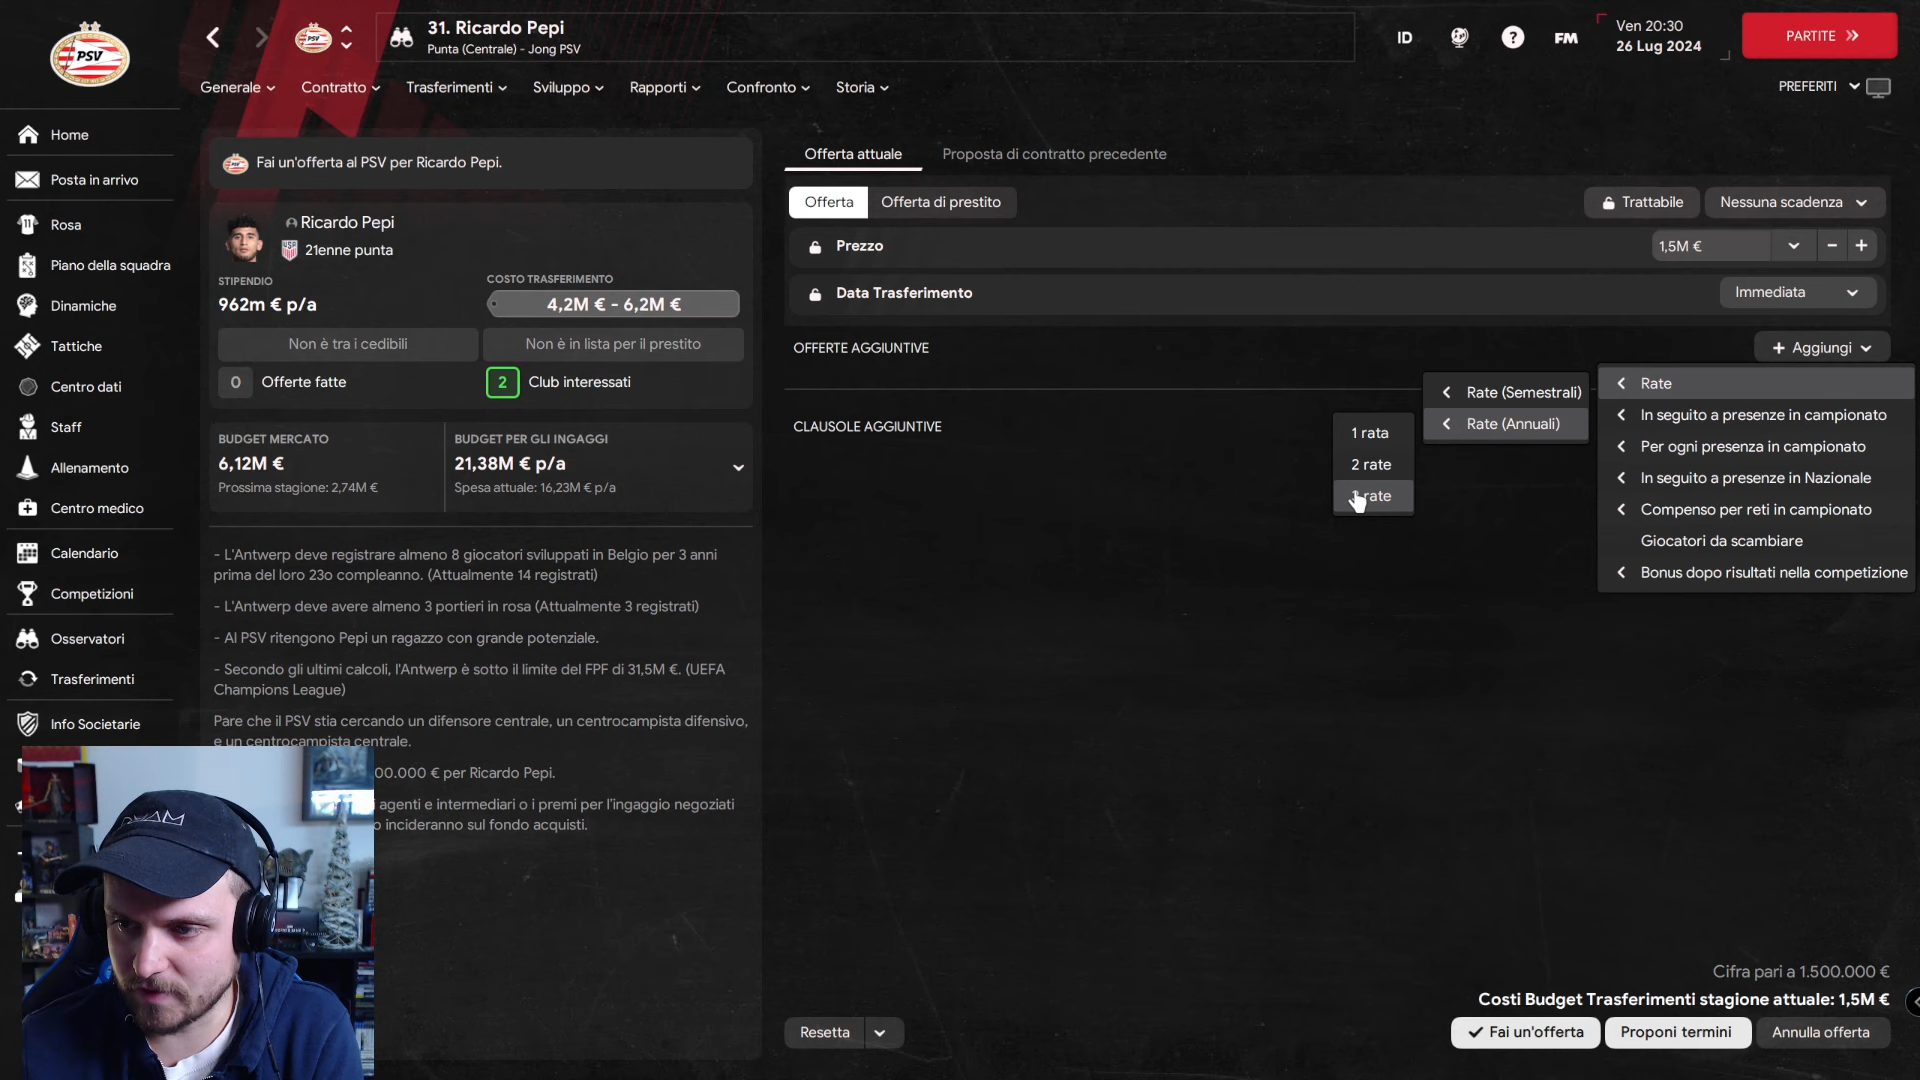 PSV
31. Ricardo Pepi
Punta (Centrale) - Jong PSV
ID
?
FM
Ven 20:30
26 Lug 2024
PARTITE
Generale
Contratto
Trasferimenti
Sviluppo
Rapporti
Confronto
Storia
PREFERITI
Home
Posta in arrivo
Rosa
Piano della squadra
Dinamiche
Tattiche
Centro dati
Staff
Allenamento
Centro medico
Calendario
Competizioni
Osservatori
Trasferimenti
Info Societarie
Fai un'offerta al PSV per Ricardo Pepi.
Ricardo Pepi
21enne punta
STIPENDIO
962m € p/a
COSTO TRASFERIMENTO
4,2M € - 6,2M €
Non è tra i cedibili
Non è in lista per il prestito
0 Offerte fatte
2 Club interessati
BUDGET MERCATO
6,12M €
Prossima stagione: 2,74M €
BUDGET PER GLI INGAGGI
21,38M € p/a
Spesa attuale: 16,23M € p/a
- L'Antwerp deve registrare almeno 8 giocatori sviluppati in Belgio per 3 anni
prima del loro 23o compleanno. (Attualmente 14 registrati)
- L'Antwerp deve avere almeno 3 portieri in rosa (Attualmente 3 registrati)
- Al PSV ritengono Pepi un ragazzo con grande potenziale.
- Secondo gli ultimi calcoli, l'Antwerp è sotto il limite del FPF di 31,5M €. (UEFA
Champions League)
Pare che il PSV stia cercando un difensore centrale, un centrocampista difensivo,
e un centrocampista centrale.
00.000 € per Ricardo Pepi.
i agenti e intermediari o i premi per l'ingaggio negoziati
o incideranno sul fondo acquisti.
Offerta attuale
Proposta di contratto precedente
Offerta
Offerta di prestito
Trattabile
Nessuna scadenza
Prezzo
1,5M €
Data Trasferimento
Immediata
OFFERTE AGGIUNTIVE
Aggiungi
CLAUSOLE AGGIUNTIVE
Rate
In seguito a presenze in campionato
Per ogni presenza in campionato
In seguito a presenze in Nazionale
Compenso per reti in campionato
Giocatori da scambiare
Bonus dopo risultati nella competizione
Rate (Semestrali)
Rate (Annuali)
1 rata
2 rate
rate
Cifra pari a 1.500.000 €
Costi Budget Trasferimenti stagione attuale: 1,5M €
Resetta
Fai un'offerta
Proponi termini
Annulla offerta